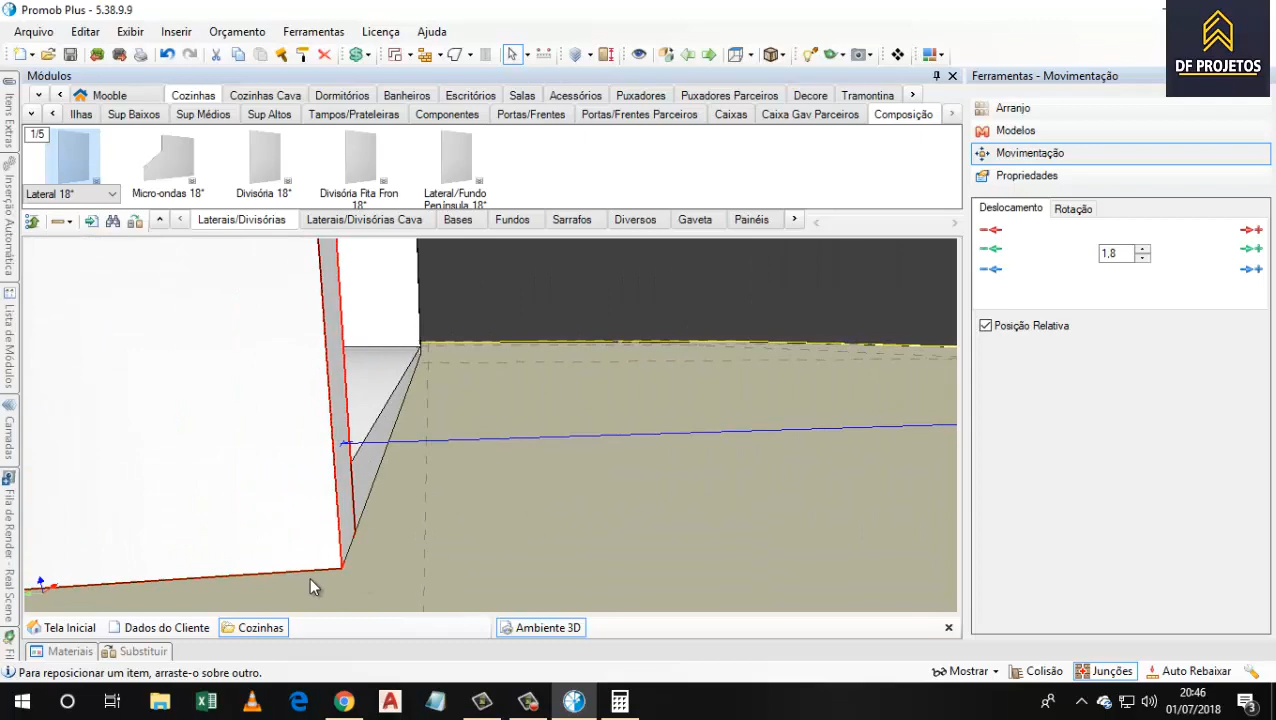 Promob Plus - 5.38.9.9
DF PROJETOS
Arquivo Editar Exibir Inserir Orçamento Ferramentas Licença Ajuda
Módulos
Ferramentas - Movimentação
Mooble Cozinhas Cozinhas Cava Dormitórios Banheiros Escritórios Salas Acessórios Puxadores Puxadores Parceiros Decore Tramontina
Ilhas Sup Baixos Sup Médios Sup Altos Tampos/Prateleiras Componentes Portas/Frentes Portas/Frentes Parceiros Caixas Caixa Gav Parceiros Composição
1/5
Lateral 18*
Micro-ondas 18*
Divisória 18*
Divisória Fita Fron 18*
Lateral/Fundo Península 18*
Laterais/Divisórias Laterais/Divisórias Cava Bases Fundos Sarrafos Diversos Gaveta Painéis
Arranjo
Modelos
Movimentação
Propriedades
Deslocamento Rotação
1,8
Posição Relativa
Itens Extras
Inserção Automática
Lista de Módulos
Camadas
Fila de Render - Real Scene
Fi
Tela Inicial Dados do Cliente Cozinhas Ambiente 3D
Materiais Substituir
Para reposicionar um item, arraste-o sobre outro.
Mostrar Colisão Junções Auto Rebaixar
20:46
01/07/2018
3